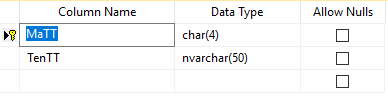 Column Name Data Type Allow Nulls
MaTT char(4)
TenTT nvarchar(50)